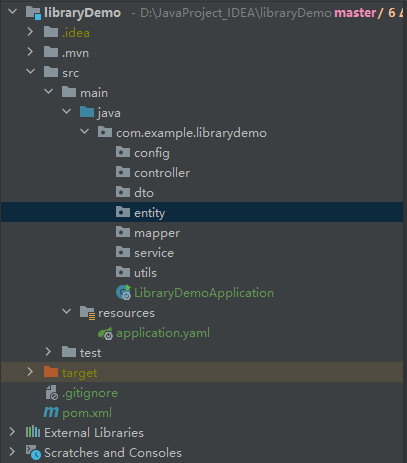 libraryDemo - D:\JavaProject_IDEA\libraryDemo master / 6 Δ
.idea
.mvn
src
main
java
com.example.librarydemo
config
controller
dto
entity
mapper
service
utils
LibraryDemoApplication
resources
application.yaml
test
target
.gitignore
pom.xml
External Libraries
Scratches and Consoles